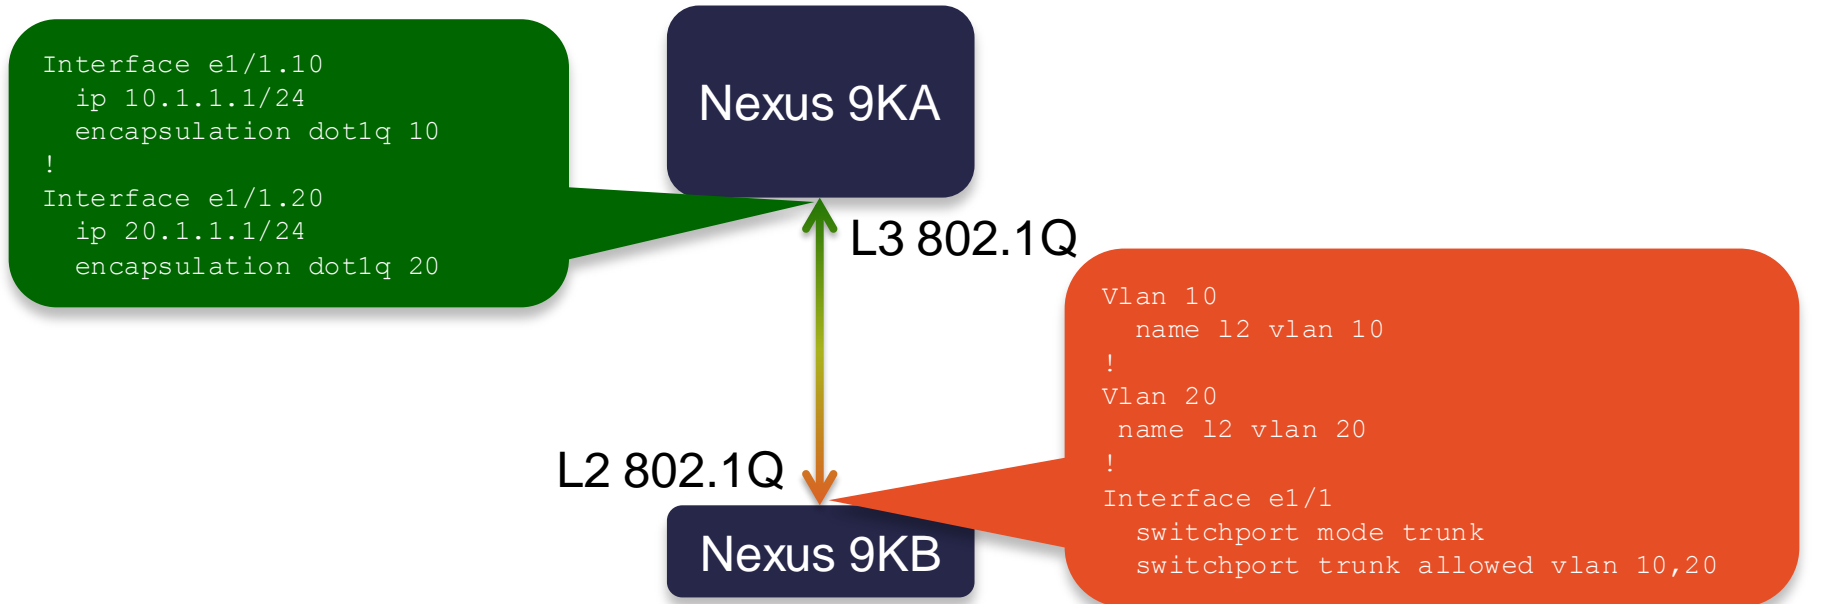 Interface e1/1.10
ip 10.1.1.1/24
encapsulation dot1q 10
!
Interface e1/1.20
ip 20.1.1.1/24
encapsulation dot1q 20
Nexus 9KA
L3 802.1Q
L2 802.1Q
Nexus 9KB
Vlan 10
name l2 vlan 10
!
Vlan 20
name l2 vlan 20
!
Interface e1/1
switchport mode trunk
switchport trunk allowed vlan 10,20